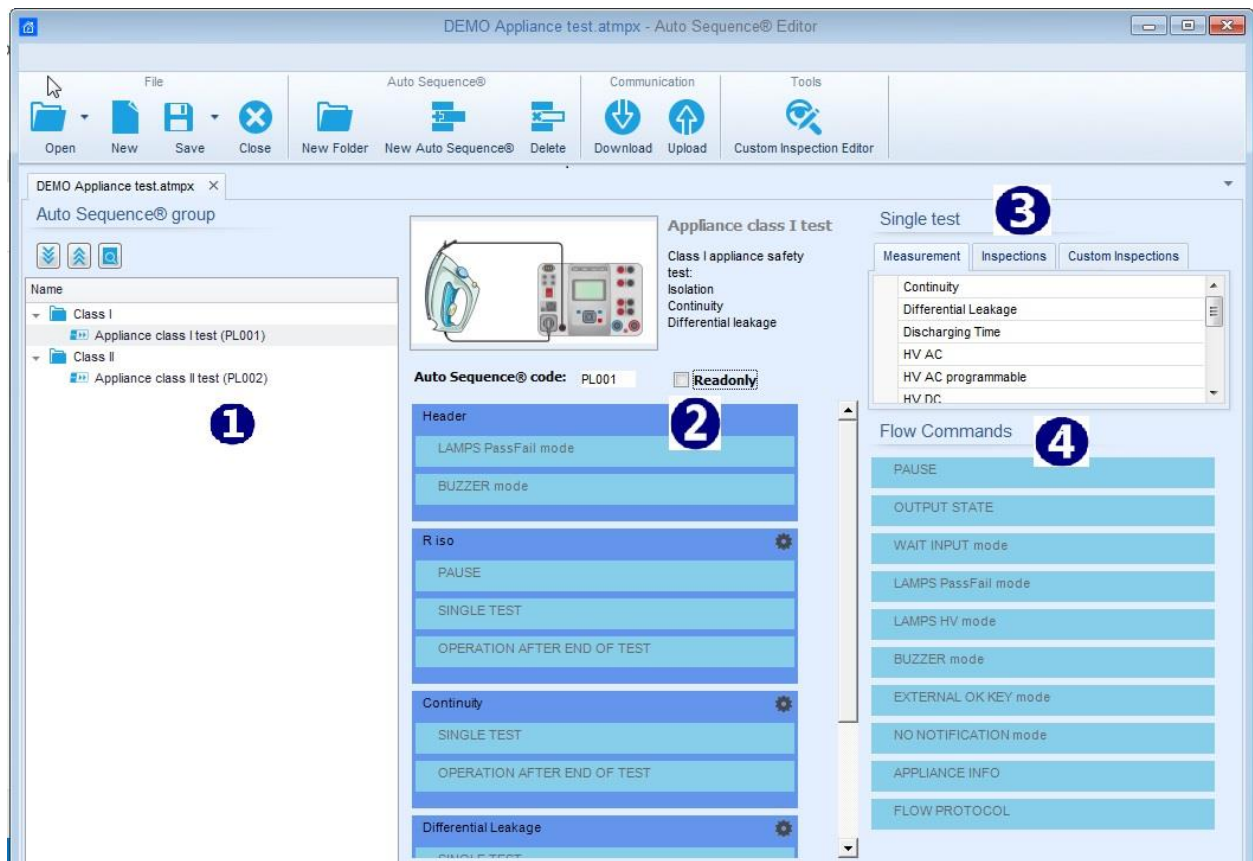 DEMO Appliance test.atmpx - Auto Sequence® Editor
File
Auto Sequence®
Communication
Tools
Open
New
Save
Close
New Folder
New Auto Sequence®
Delete
Download
Upload
Custom Inspection Editor
DEMO Appliance test.atmpx
Auto Sequence® group
Name
Class I
Appliance class I test (PL001)
Class II
Appliance class II test (PL002)
1
Appliance class I test
Class I appliance safety
test:
Isolation
Continuity
Differential leakage
Auto Sequence® code: PL001
Readonly
2
Header
LAMPS PassFail mode
BUZZER mode
R iso
PAUSE
SINGLE TEST
OPERATION AFTER END OF TEST
Continuity
SINGLE TEST
OPERATION AFTER END OF TEST
Differential Leakage
SINGLE TEST
Single test
3
Measurement
Inspections
Custom Inspections
Continuity
Differential Leakage
Discharging Time
HV AC
HV AC programmable
HV DC
Flow Commands
4
PAUSE
OUTPUT STATE
WAIT INPUT mode
LAMPS PassFail mode
LAMPS HV mode
BUZZER mode
EXTERNAL OK KEY mode
NO NOTIFICATION mode
APPLIANCE INFO
FLOW PROTOCOL